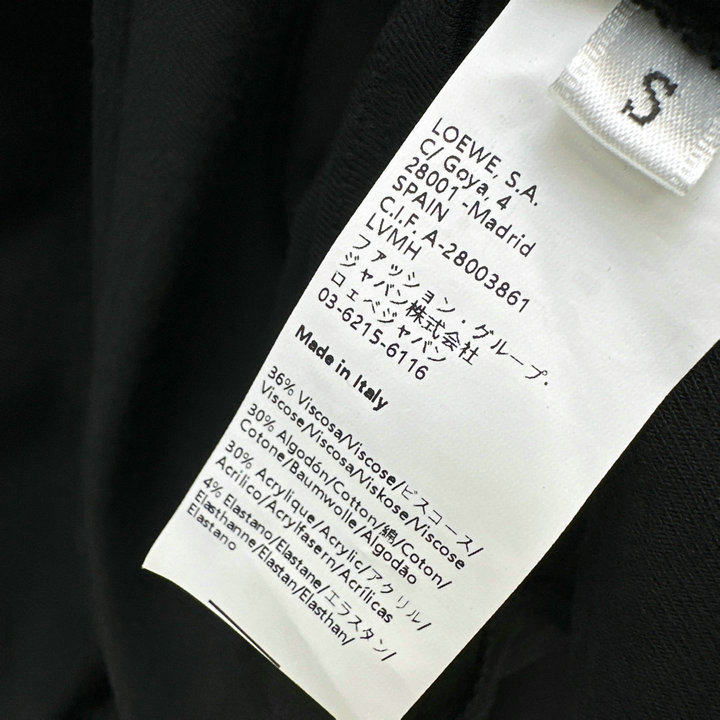 S
LOEWE, S.A.
C/ Goya, 4
28001 -Madrid
SPAIN
C.I.F. A-28003861
LVMH
ファッション・グループ.
ジャパン株式会社
ロエベジャパン
03-6215-6116
Made in Italy
36% Viscosa/Viscose/ビスコース/
Viscose/Viscosa/Viskose/Viscose
30% Algodón/Cotton/綿/Coton/
Cotone/Baumwolle/Algodão
30% Acrylique/Acrylic/アクリル/
Acrílico/Acrylfasern/Acrílicas
4% Elastano/Elastane/エラスタン/
Elasthanne/Elastan/Elasthan/
Elastano